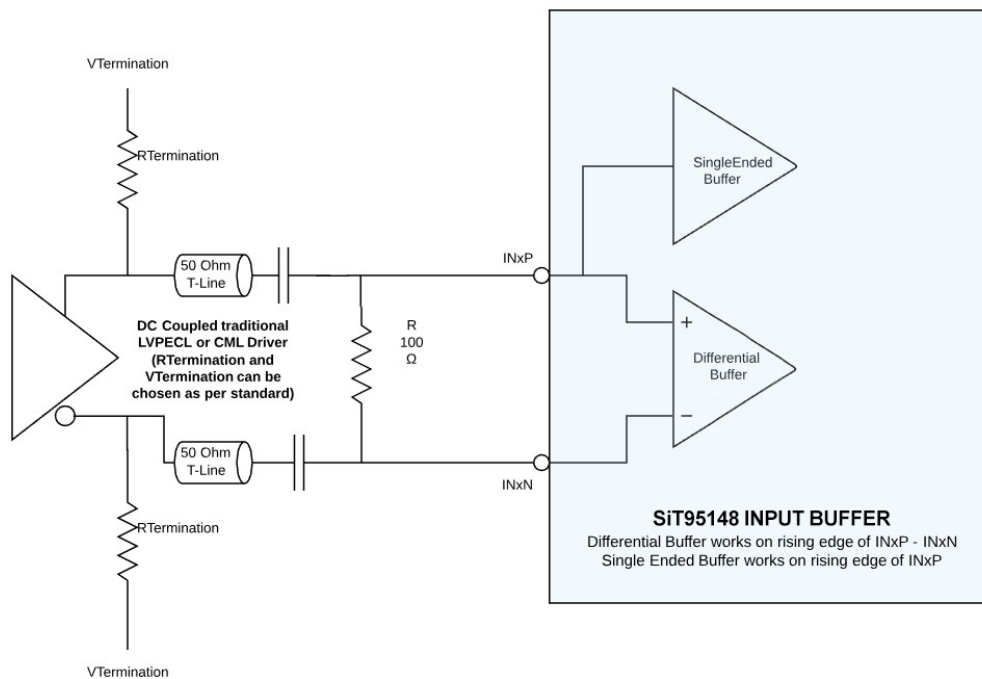 VTermination
RTermination
SingleEnded
Buffer
INxP
50 Ohm
T-Line
DC Coupled traditional
LVPECL or CML Driver
(RTermination and
VTermination can be
chosen as per standard)
R
100
Ω
+
Differential
Buffer
−
50 Ohm
T-Line
INxN
RTermination
VTermination
SiT95148 INPUT BUFFER
Differential Buffer works on rising edge of INxP - INxN
Single Ended Buffer works on rising edge of INxP